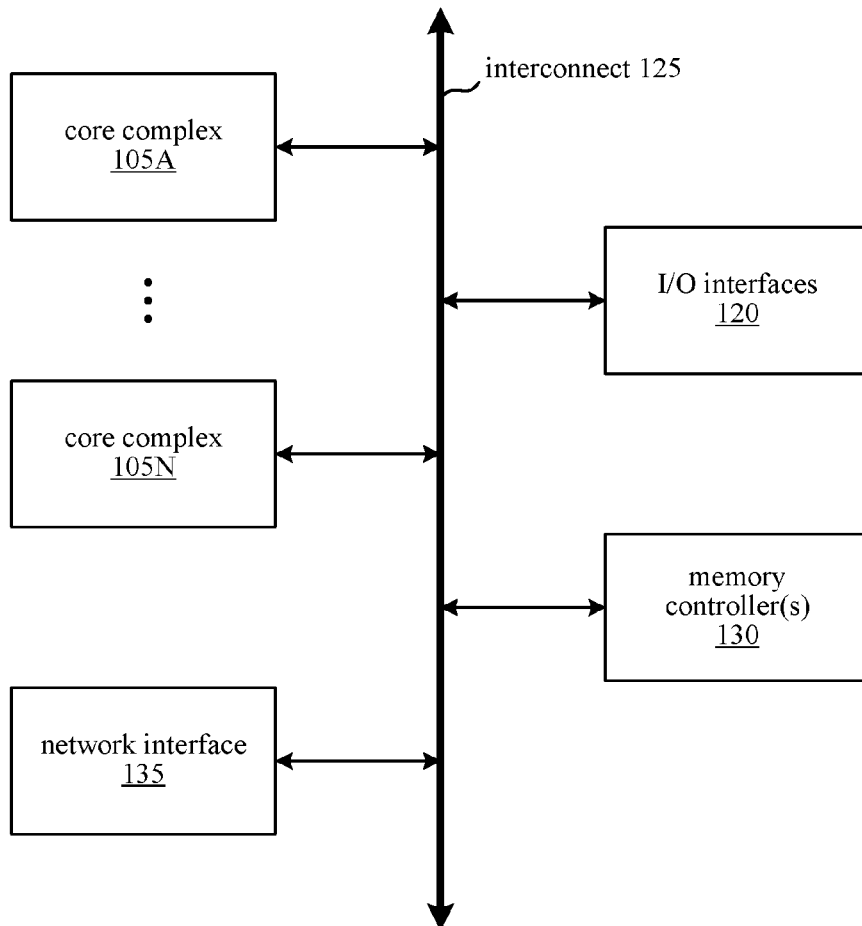 interconnect 125
core complex
105A
I/O interfaces
120
core complex
105N
memory
controller(s)
130
network interface
135